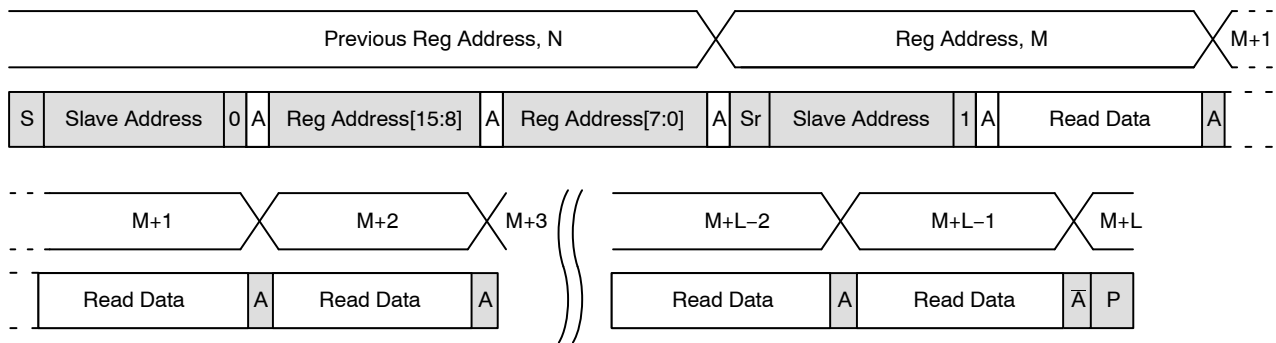 Previous Reg Address, N Reg Address, M M+1
S Slave Address 0 A Reg Address[15:8] A Reg Address[7:0] A Sr Slave Address 1 A Read Data A
M+1 M+2 M+3 M+L−2 M+L−1 M+L
Read Data A Read Data A Read Data A Read Data A̅ P